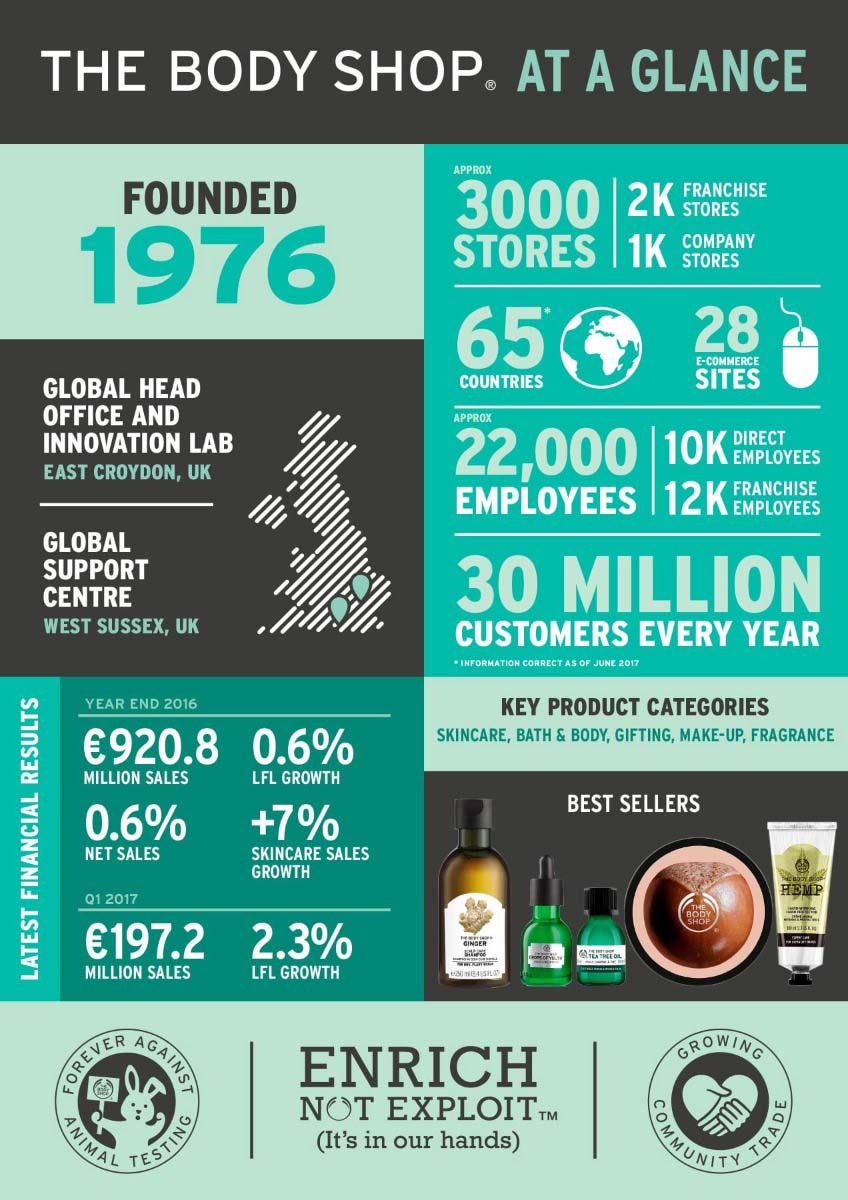 THE BODY SHOP® AT A GLANCE
FOUNDED
1976
GLOBAL HEAD
OFFICE AND
INNOVATION LAB
EAST CROYDON, UK
GLOBAL
SUPPORT
CENTRE
WEST SUSSEX, UK
APPROX
3000
STORES
2K FRANCHISE
STORES
1K COMPANY
STORES
65*
COUNTRIES
28
E-COMMERCE
SITES
APPROX
22,000
EMPLOYEES
10K DIRECT
EMPLOYEES
12K FRANCHISE
EMPLOYEES
30 MILLION
CUSTOMERS EVERY YEAR
* INFORMATION CORRECT AS OF JUNE 2017
LATEST FINANCIAL RESULTS
YEAR END 2016
€920.8
MILLION SALES
0.6%
LFL GROWTH
0.6%
NET SALES
+7%
SKINCARE SALES
GROWTH
Q1 2017
€197.2
MILLION SALES
2.3%
LFL GROWTH
KEY PRODUCT CATEGORIES
SKINCARE, BATH & BODY, GIFTING, MAKE-UP, FRAGRANCE
BEST SELLERS
THE BODY SHOP®
GINGER
SCALP CARE
SHAMPOO
THE BODY SHOP
DROPS OF YOUTH
THE BODY SHOP
TEA TREE OIL
THE
BODY
SHOP
®
THE BODY SHOP
HEMP
FOREVER AGAINST
ANIMAL TESTING
THE
BODY
SHOP
ENRICH
NOT EXPLOIT™
(It's in our hands)
GROWING
COMMUNITY TRADE